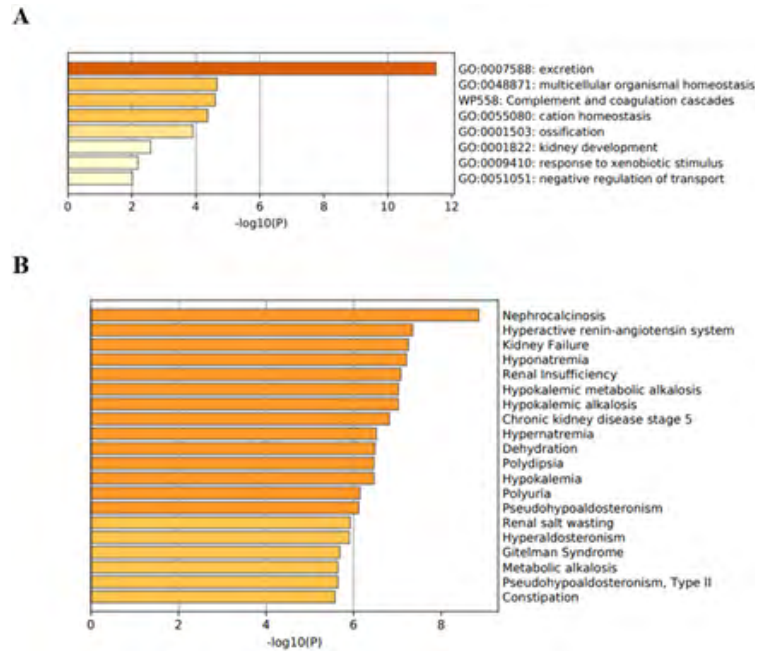 A
GO:0007588: excretion
GO:0048871: multicellular organismal homeostasis
WP558: Complement and coagulation cascades
GO:0055080: cation homeostasis
GO:0001503: ossification
GO:0001822: kidney development
GO:0009410: response to xenobiotic stimulus
GO:0051051: negative regulation of transport
0 2 4 6 8 10 12
-log10(P)
B
Nephrocalcinosis
Hyperactive renin-angiotensin system
Kidney Failure
Hyponatremia
Renal Insufficiency
Hypokalemic metabolic alkalosis
Hypokalemic alkalosis
Chronic kidney disease stage 5
Hypernatremia
Dehydration
Polydipsia
Hypokalemia
Polyuria
Pseudohypoaldosteronism
Renal salt wasting
Hyperaldosteronism
Gitelman Syndrome
Metabolic alkalosis
Pseudohypoaldosteronism, Type II
Constipation
0 2 4 6 8
-log10(P)